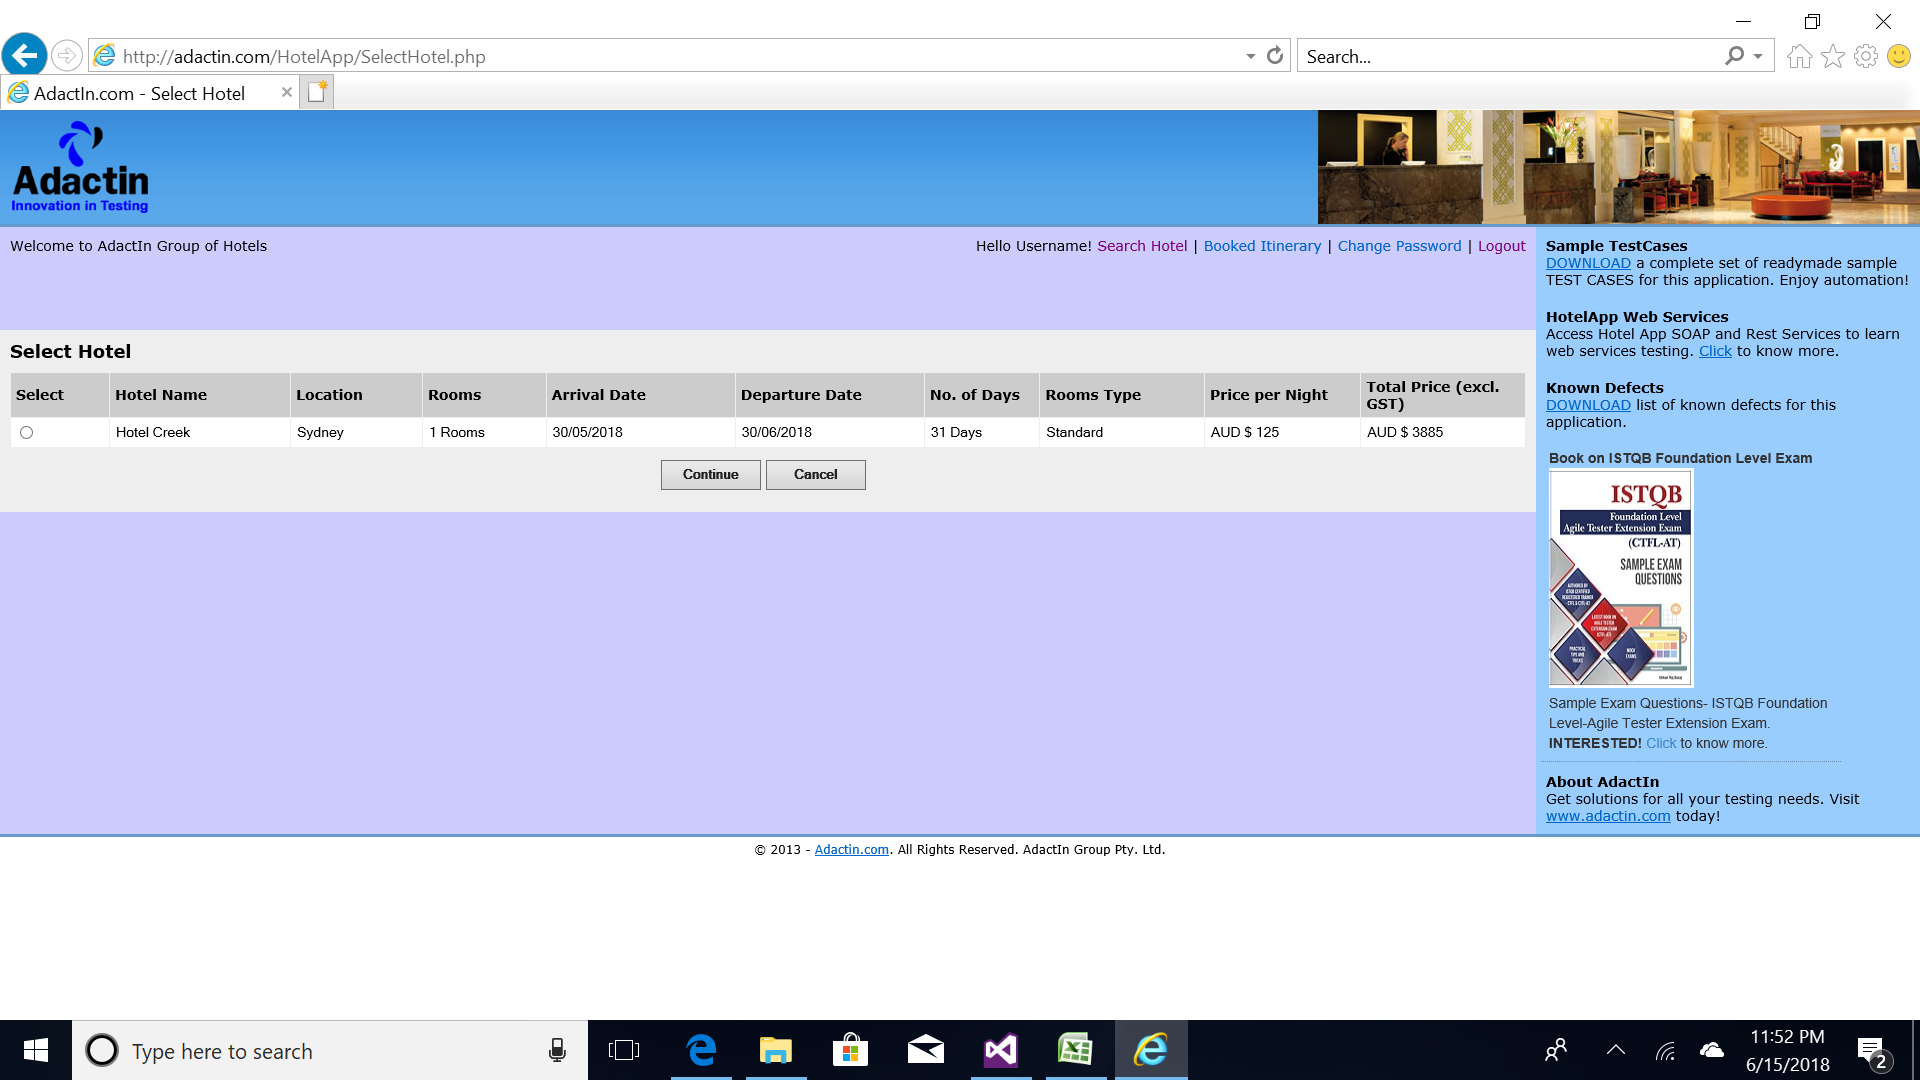 http://adactin.com/HotelApp/SelectHotel.php
Search...
AdactIn.com - Select Hotel
Adactin
Innovation in Testing
Welcome to AdactIn Group of Hotels
Hello Username! Search Hotel | Booked Itinerary | Change Password | Logout
Select Hotel
Select Hotel Name Location Rooms Arrival Date Departure Date No. of Days Rooms Type Price per Night Total Price (excl. GST)
Hotel Creek Sydney 1 Rooms 30/05/2018 30/06/2018 31 Days Standard AUD $ 125 AUD $ 3885
Continue Cancel
Sample TestCases
DOWNLOAD a complete set of readymade sample
TEST CASES for this application. Enjoy automation!
HotelApp Web Services
Access Hotel App SOAP and Rest Services to learn
web services testing. Click to know more.
Known Defects
DOWNLOAD list of known defects for this
application.
Book on ISTQB Foundation Level Exam
ISTQB
Foundation Level
Agile Tester Extension Exam
(CTFL-AT)
SAMPLE EXAM
QUESTIONS
Sample Exam Questions- ISTQB Foundation
Level-Agile Tester Extension Exam.
INTERESTED! Click to know more.
About AdactIn
Get solutions for all your testing needs. Visit
www.adactin.com today!
© 2013 - Adactin.com. All Rights Reserved. AdactIn Group Pty. Ltd.
Type here to search
11:52 PM
6/15/2018
2